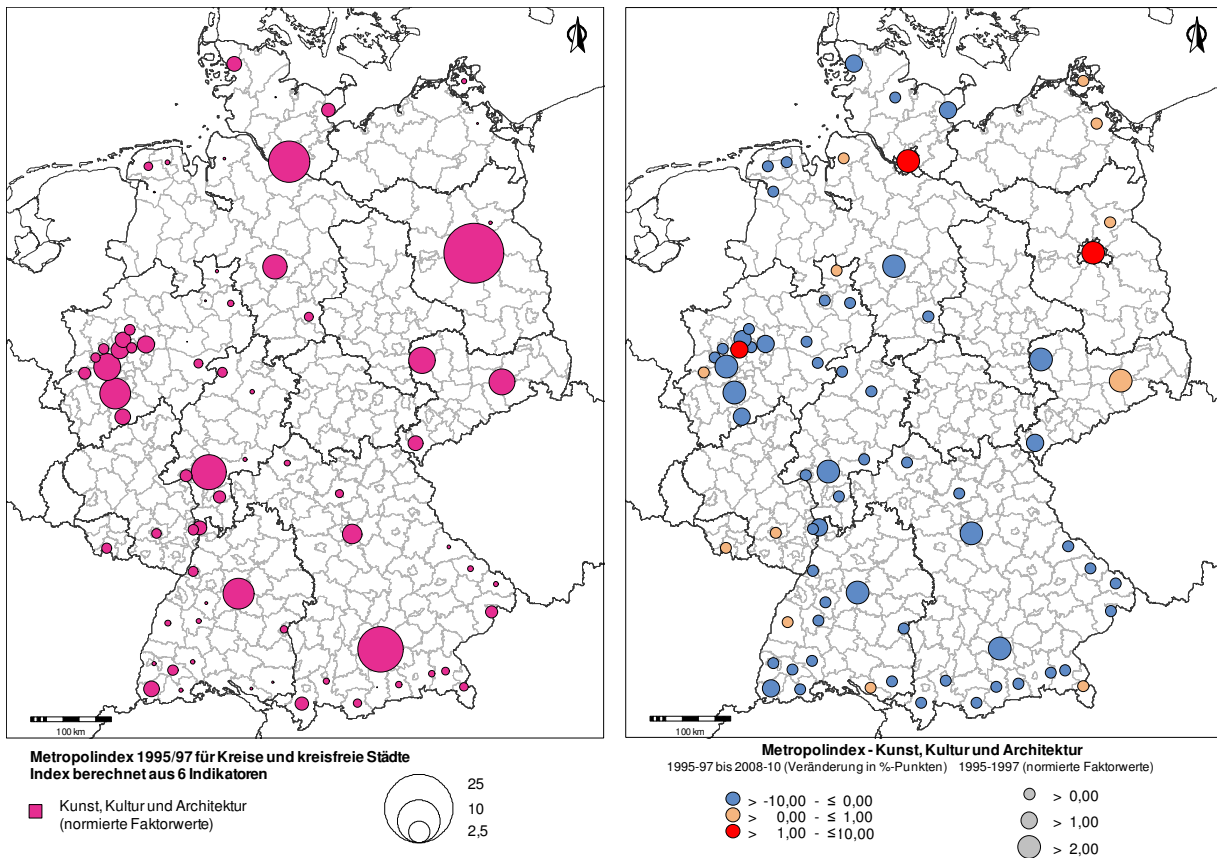 100 km
100 km
Metropolindex 1995/97 für Kreise und kreisfreie Städte
Index berechnet aus 6 Indikatoren
Kunst, Kultur und Architektur
(normierte Faktorwerte)
25
10
2,5
Metropolindex - Kunst, Kultur und Architektur
1995-97 bis 2008-10 (Veränderung in %-Punkten) 1995-1997 (normierte Faktorwerte)
> -10,00 - ≤ 0,00
> 0,00 - ≤ 1,00
> 1,00 - ≤10,00
> 0,00
> 1,00
> 2,00